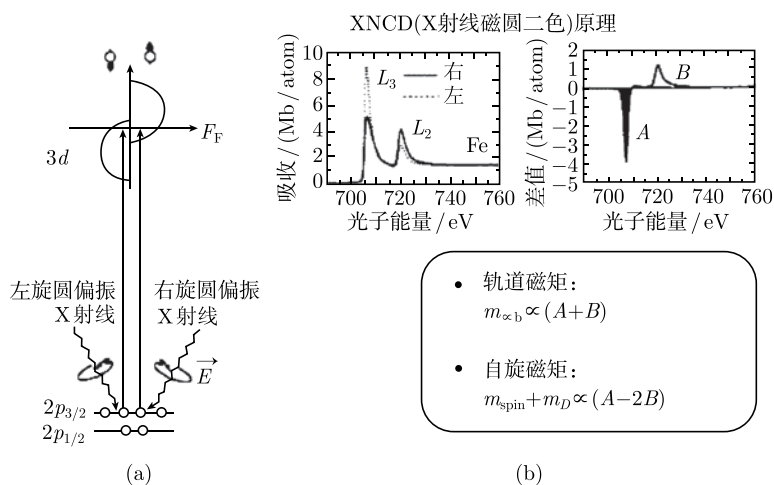 XNCD(X射线磁圆二色)原理
10
8
6
4
2
0
吸收/(Mb/atom)
L₃
L₂
右
左
Fe
700 720 740 760
光子能量/eV
2
1
0
−1
−2
−3
−4
−5
差值/(Mb/atom)
A
B
700 720 740 760
光子能量/eV
F_F
3d
左旋圆偏振
X射线
右旋圆偏振
X射线
E
2p₃/₂
2p₁/₂
(a)
• 轨道磁矩：
m∝b∝(A+B)
• 自旋磁矩：
m_spin+m_D∝(A−2B)
(b)